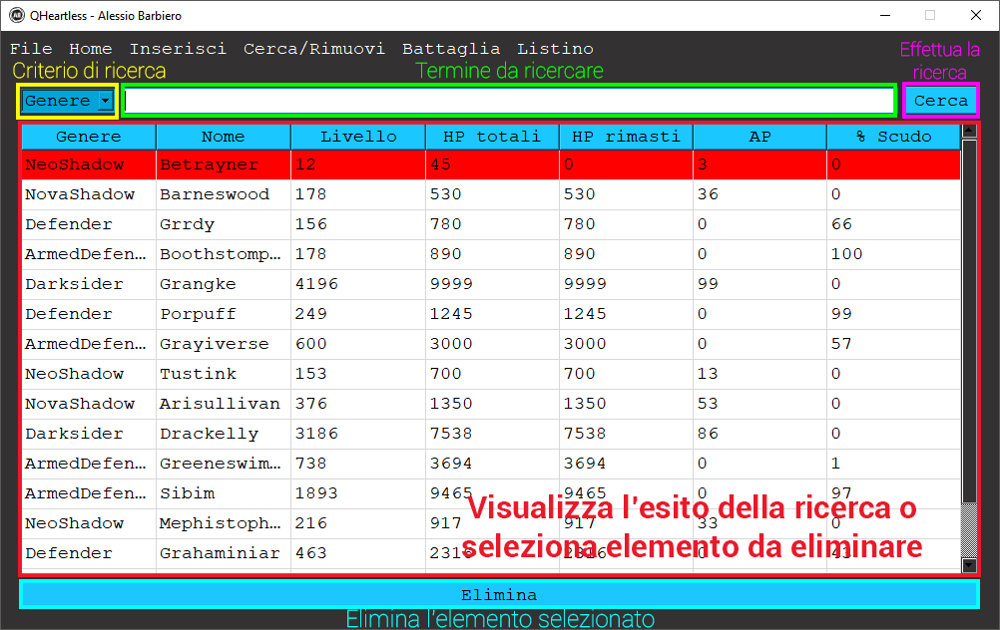 QHeartless - Alessio Barbiero
File Home Inserisci Cerca/Rimuovi Battaglia Listino
Effettua la
ricerca
Criterio di ricerca Termine da ricercare
Genere Cerca
Genere Nome Livello HP totali HP rimasti AP % Scudo
NeoShadow Betrayner 12 45 0 3 0
NovaShadow Barneswood 178 530 530 36 0
Defender Grrdy 156 780 780 0 66
ArmedDefen... Boothstomp... 178 890 890 0 100
Darksider Grangke 4196 9999 9999 99 0
Defender Porpuff 249 1245 1245 0 99
ArmedDefen... Grayiverse 600 3000 3000 0 57
NeoShadow Tustink 153 700 700 13 0
NovaShadow Arisullivan 376 1350 1350 53 0
Darksider Drackelly 3186 7538 7538 86 0
ArmedDefen... Greeneswim... 738 3694 3694 0 1
ArmedDefen... Sibim 1893 9465 9465 0 97
NeoShadow Mephistoph... 216 917 917 33 0
Defender Grahaminiar 463 2316 2316 0 43
Visualizza l'esito della ricerca o
seleziona elemento da eliminare
Elimina
Elimina l'elemento selezionato